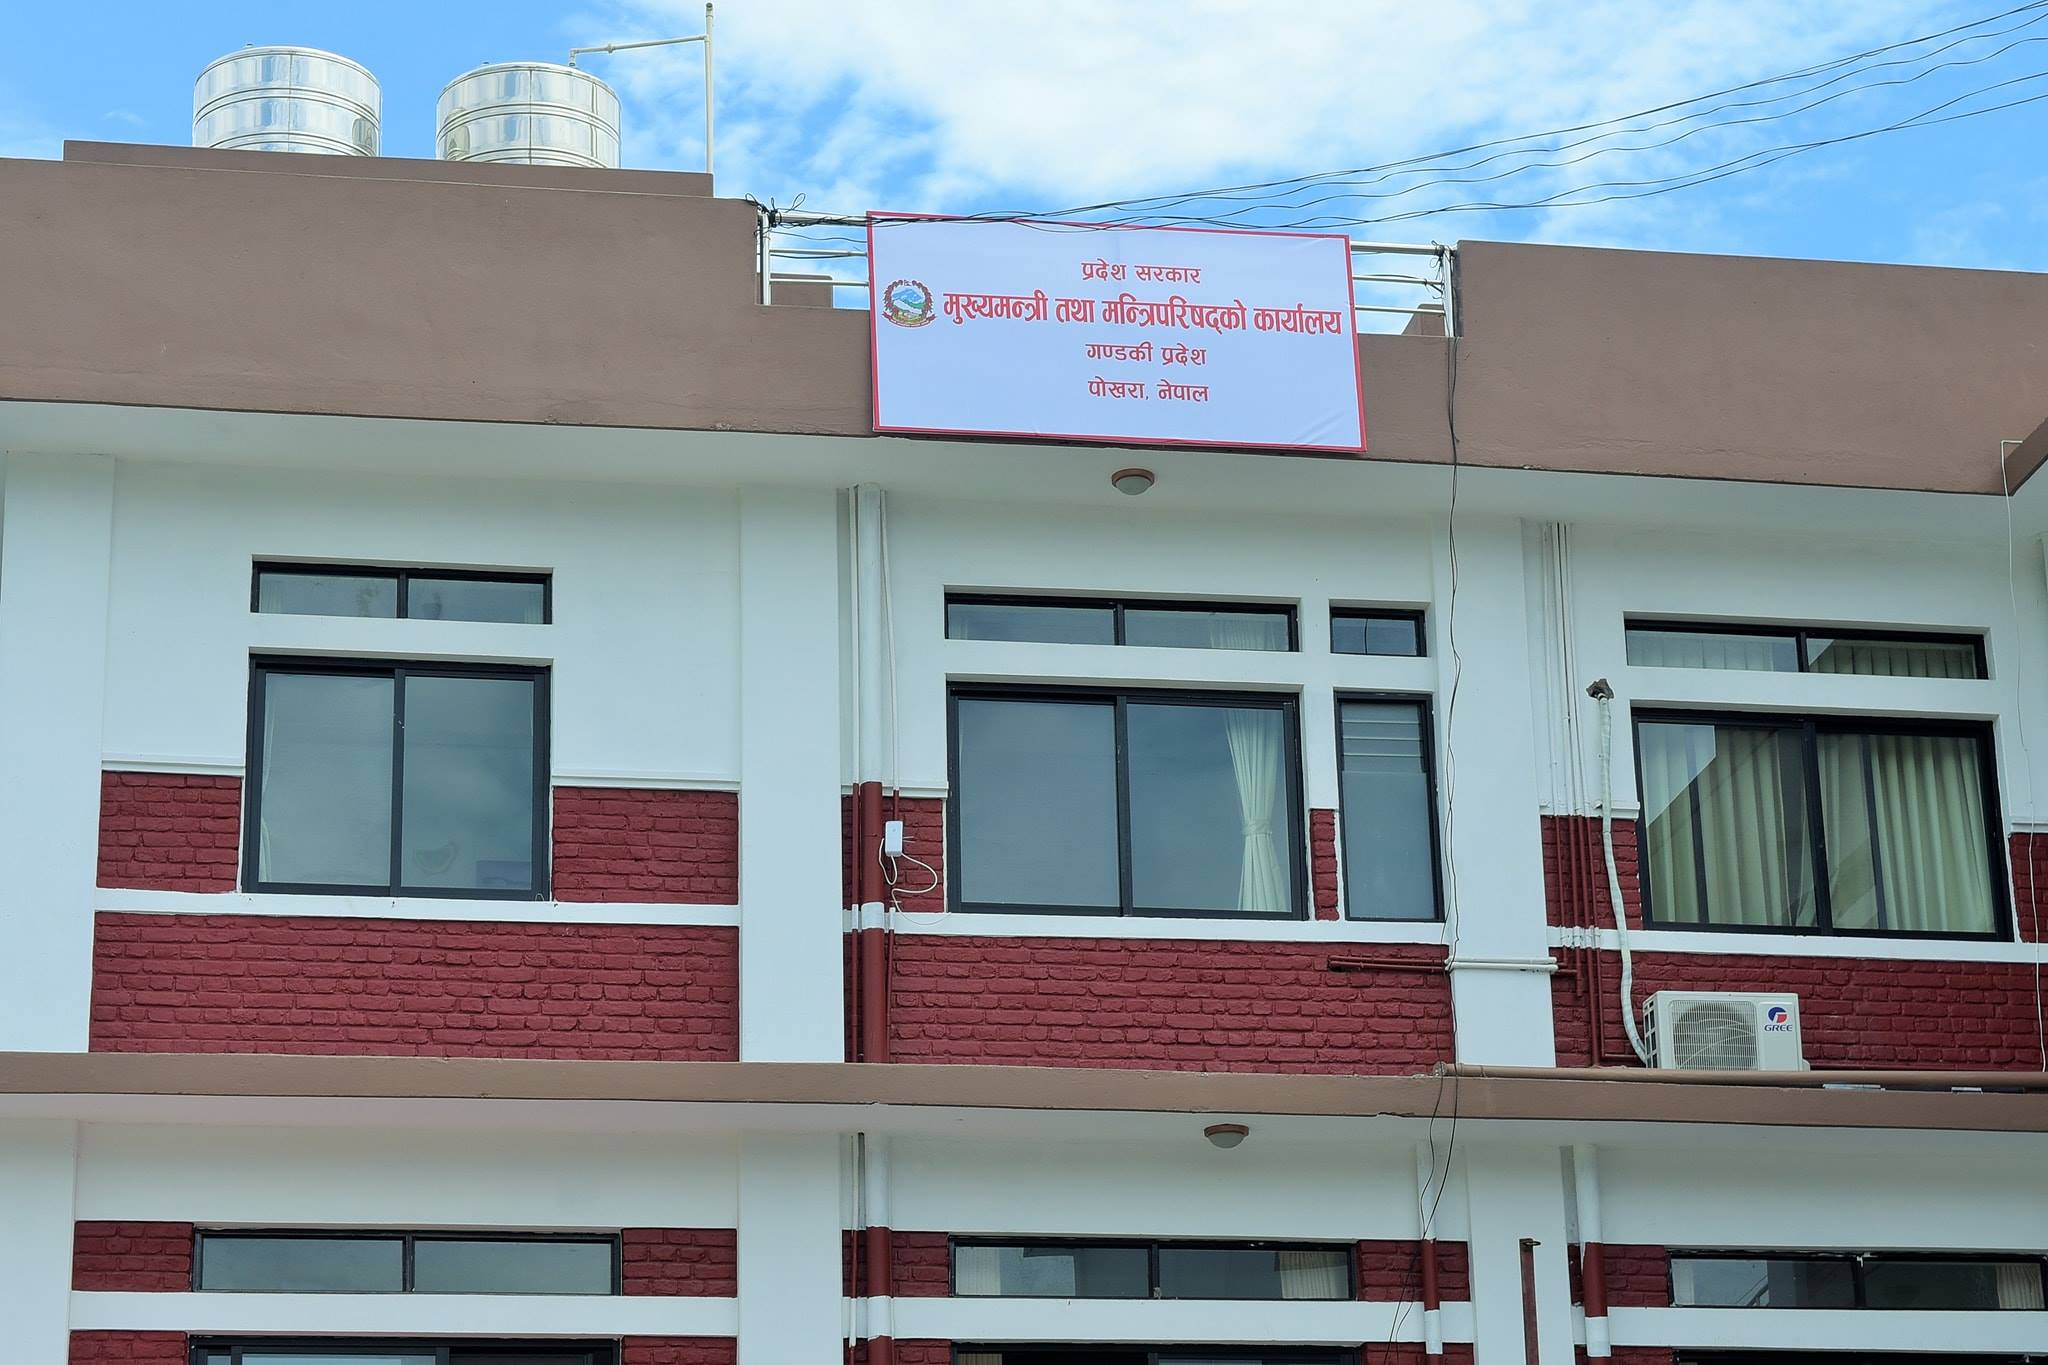 प्रदेश सरकार
मुख्यमन्त्री तथा मन्त्रिपरिषद्को कार्यालय
गण्डकी प्रदेश
पोखरा, नेपाल
GREE